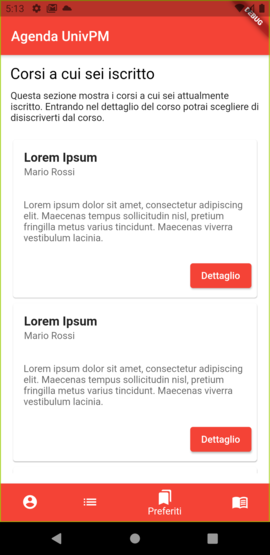 5:13
DEBUG
Agenda UnivPM
Corsi a cui sei iscritto
Questa sezione mostra i corsi a cui sei attualmente
iscritto. Entrando nel dettaglio del corso potrai scegliere di
disiscriverti dal corso.
Lorem Ipsum
Mario Rossi
Lorem ipsum dolor sit amet, consectetur adipiscing
elit. Maecenas tempus sollicitudin nisl, pretium
fringilla metus varius tincidunt. Maecenas viverra
vestibulum lacinia.
Dettaglio
Lorem Ipsum
Mario Rossi
Lorem ipsum dolor sit amet, consectetur adipiscing
elit. Maecenas tempus sollicitudin nisl, pretium
fringilla metus varius tincidunt. Maecenas viverra
vestibulum lacinia.
Dettaglio
Preferiti